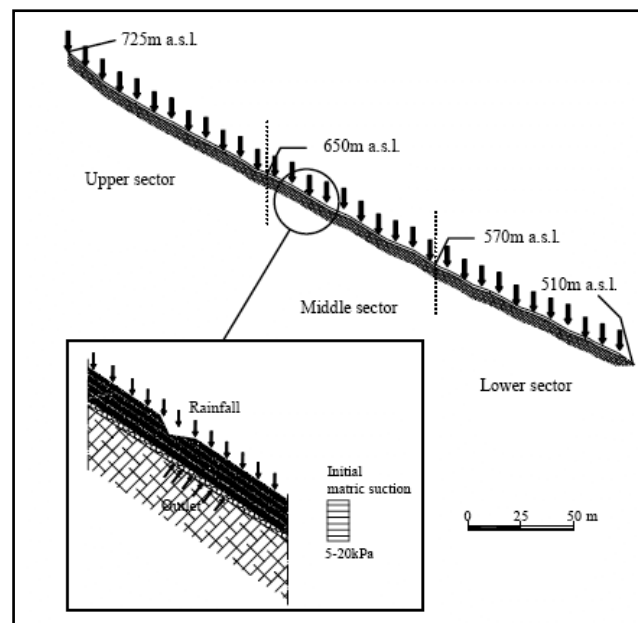 725m a.s.l.
650m a.s.l.
Upper sector
570m a.s.l.
510m a.s.l.
Middle sector
Lower sector
Rainfall
Outlet
Initial
matric suction
5-20kPa
0 25 50 m